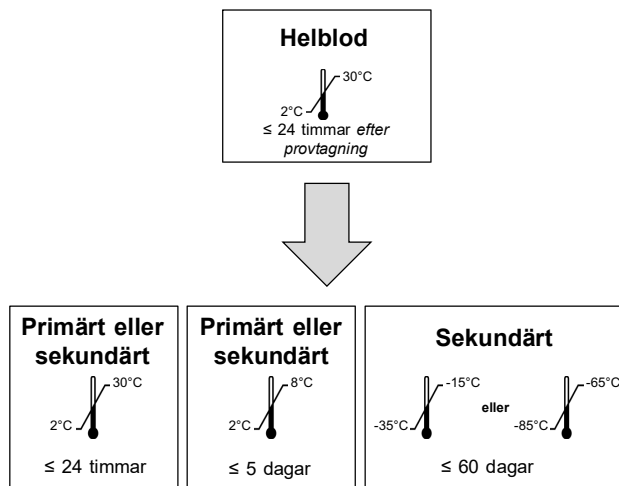 Helblod
30°C
2°C
≤ 24 timmar efter
provtagning
Primärt eller
sekundärt
30°C
2°C
≤ 24 timmar
Primärt eller
sekundärt
8°C
2°C
≤ 5 dagar
Sekundärt
-15°C
-35°C
eller
-65°C
-85°C
≤ 60 dagar